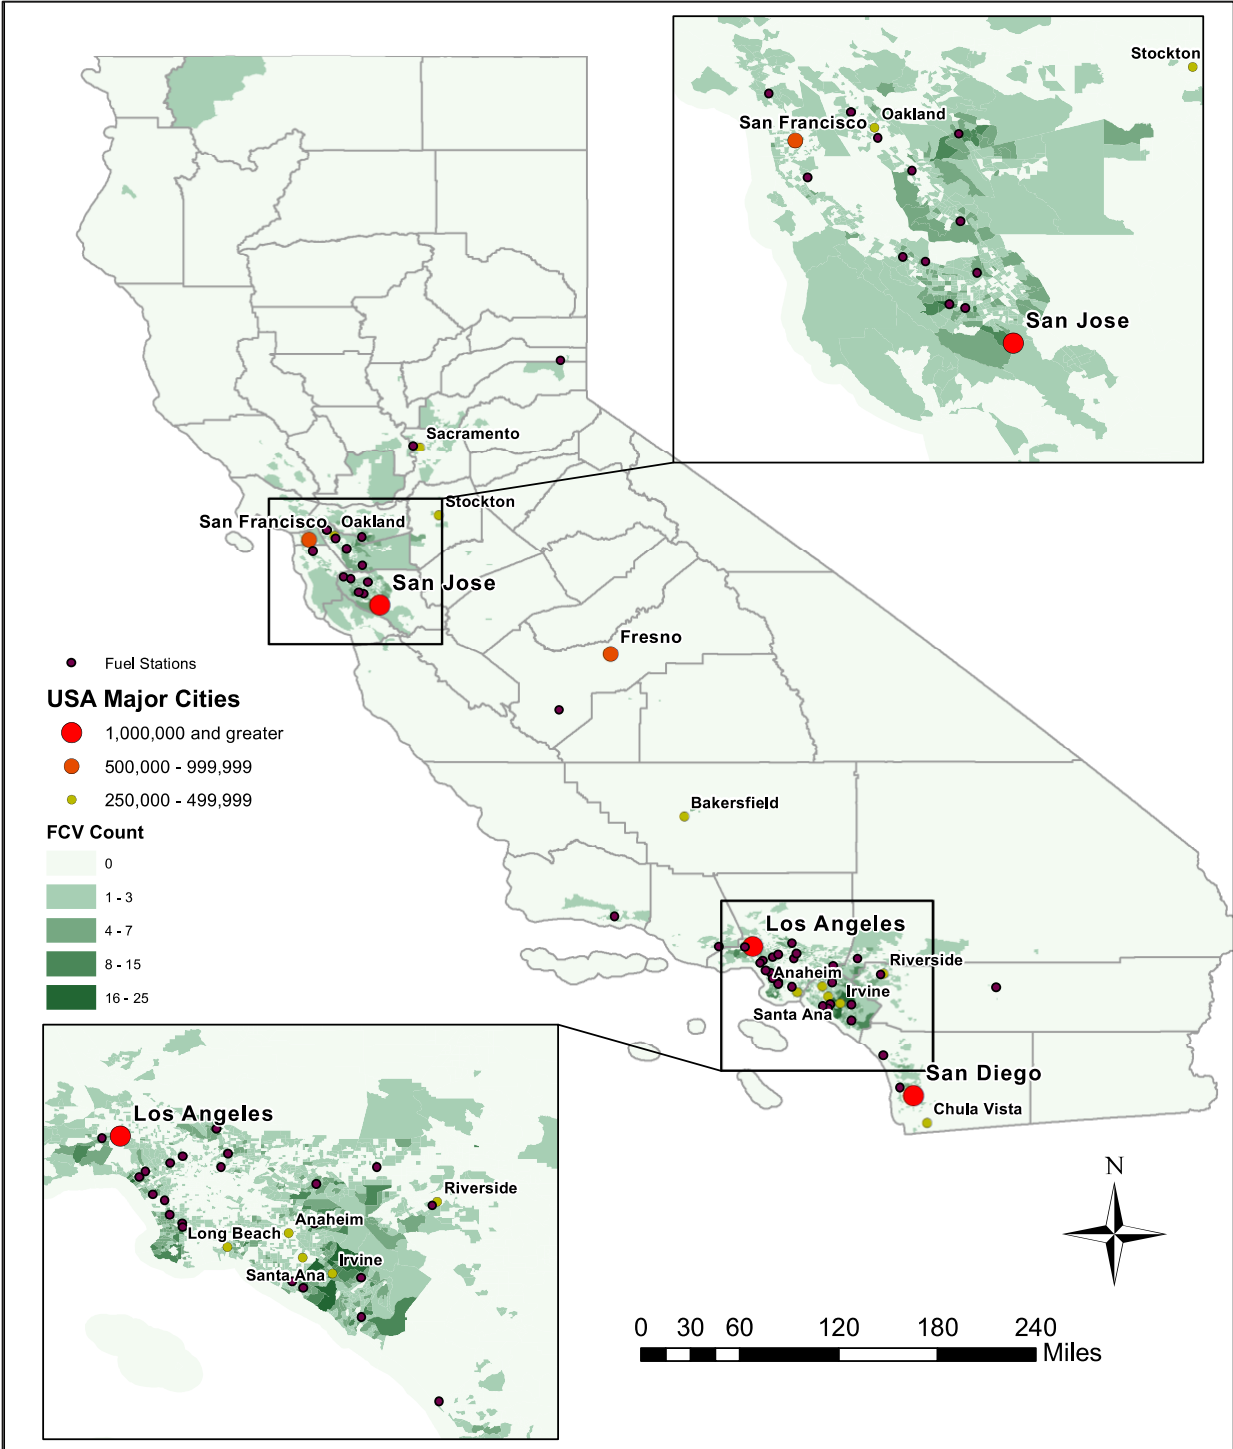 Stockton
San Francisco
Oakland
San Jose
Sacramento
Stockton
San Francisco
Oakland
San Jose
Fresno
Fuel Stations
USA Major Cities
1,000,000 and greater
500,000 - 999,999
250,000 - 499,999
Bakersfield
FCV Count
0
1 - 3
4 - 7
8 - 15
16 - 25
Los Angeles
Riverside
Anaheim
Irvine
Santa Ana
San Diego
Chula Vista
Los Angeles
Riverside
Anaheim
Long Beach
Irvine
Santa Ana
N
0 30 60 120 180 240
Miles